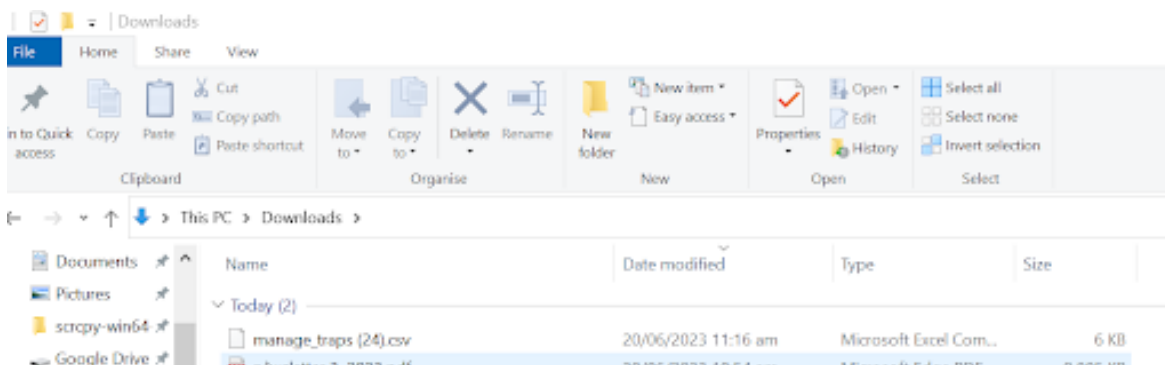 Downloads
File Home Share View
Cut
New item
Open
Select all
Copy path
Easy access
Edit
Select none
in to Quick access
Copy
Paste
Paste shortcut
Move to
Copy to
Delete
Rename
New folder
Properties
History
Invert selection
Clipboard Organise New Open Select
This PC > Downloads >
Documents
Name Date modified Type Size
Pictures
Today (2)
scrcpy-win64
manage_traps (24).csv 20/06/2023 11:16 am Microsoft Excel Com... 6 KB
Google Drive